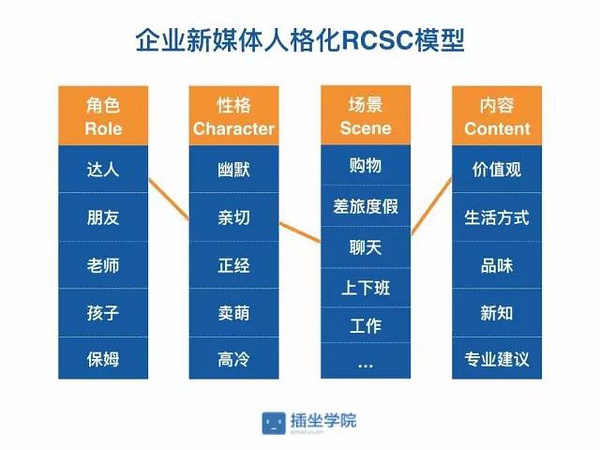 企业新媒体人格化RCSC模型
角色
Role
达人
朋友
老师
孩子
保姆
性格
Character
幽默
亲切
正经
卖萌
高冷
场景
Scene
购物
差旅度假
聊天
上下班
工作
...
内容
Content
价值观
生活方式
品味
新知
专业建议
插坐学院